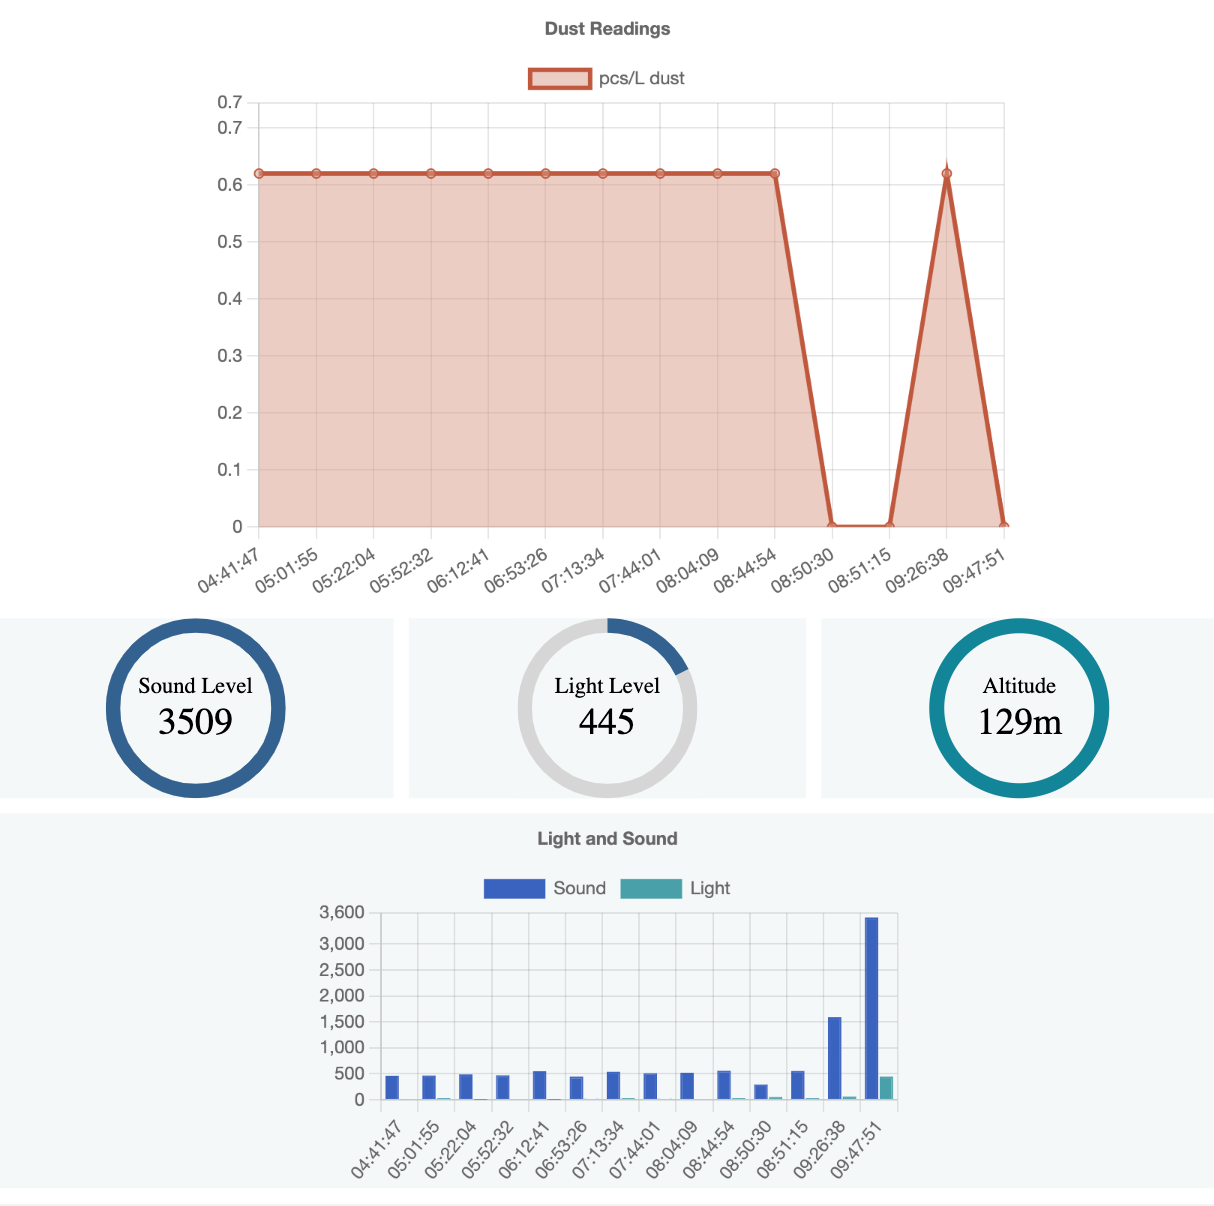 Dust Readings
pcs/L dust
0.7
0.7
0.6
0.5
0.4
0.3
0.2
0.1
0
04:41:47 05:01:55 05:22:04 05:52:32 06:12:41 06:53:26 07:13:34 07:44:01 08:04:09 08:44:54 08:50:30 08:51:15 09:26:38 09:47:51
Sound Level Light Level Altitude
3509 445 129m
Light and Sound
Sound Light
3,600
3,000
2,500
2,000
1,500
1,000
500
0
04:41:47 05:01:55 05:22:04 05:52:32 06:12:41 06:53:26 07:13:34 07:44:01 08:04:09 08:44:54 08:50:30 08:51:15 09:26:38 09:47:51